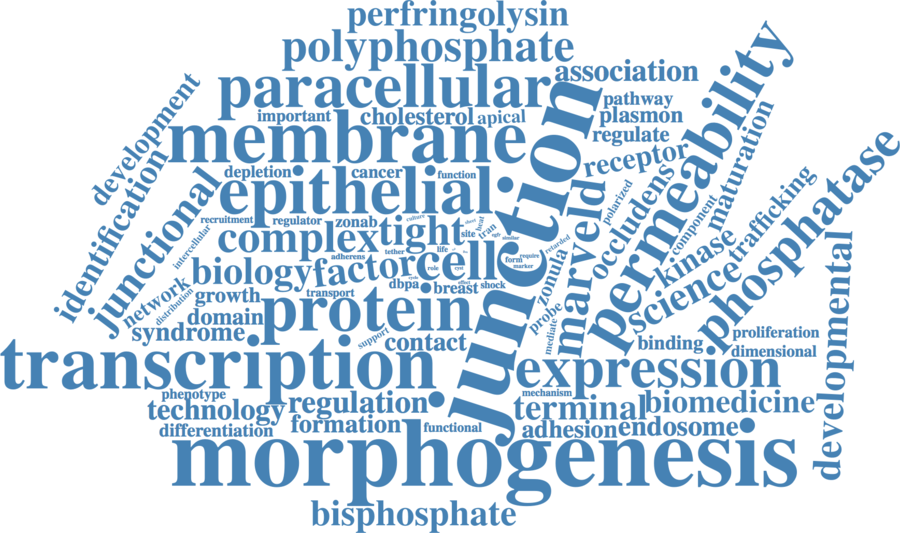 perfringolysin
polyphosphate
paracellular
association
permeability
pathway
important
cholesterol
apical
plasmon
membrane
regulate
development
receptor
maturation
identification
depletion
cancer
function
epithelial
junction
polarized
occludens
phosphatase
junctional
recruitment
regulator
zonab
culture
tight
complex
site
tran
similar
component
trafficking
intercellular
adherens
tether
life
retarded
require
form
marker
marveld
kinase
biology
factor
role
cell
network
distribution
growth
transport
dbpa
breast
shock
zonula
science
developmental
domain
protein
probe
syndrome
support
contact
mediate
binding
proliferation
dimensional
transcription
expression
phenotype
mechanism
technology
regulation
terminal
biomedicine
differentiation
formation
functional
adhesion
endosome
morphogenesis
bisphosphate